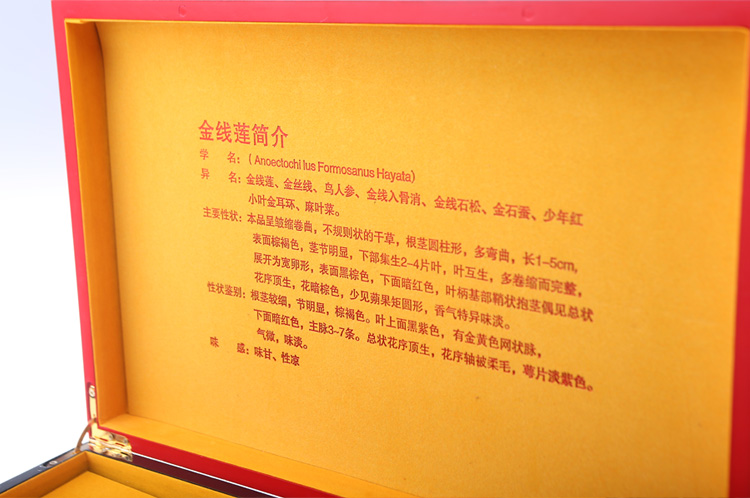 金线莲简介
学 名:(Anoectochi lus Formosanus Hayata)
异 名:金线莲、金丝线、鸟人参、金线入骨消、金线石松、金石蚕、少年红
小叶金耳环、麻叶菜。
主要性状:本品呈皱缩卷曲,不规则状的干草,根茎圆柱形,多弯曲,长1-5cm,
表面棕褐色,茎节明显,下部集生2-4片叶,叶互生,多卷缩而完整,
展开为宽卵形,表面黑棕色,下面暗红色,叶柄基部鞘状抱茎偶见总状
花序顶生,花暗棕色,少见蒴果矩圆形,香气特异味淡。
性状鉴别:根茎较细,节明显,棕褐色。叶上面黑紫色,有金黄色网状脉,
下面暗红色,主脉3-7条。总状花序顶生,花序轴被柔毛,萼片淡紫色。
气微,味淡。
味 感:味甘、性凉